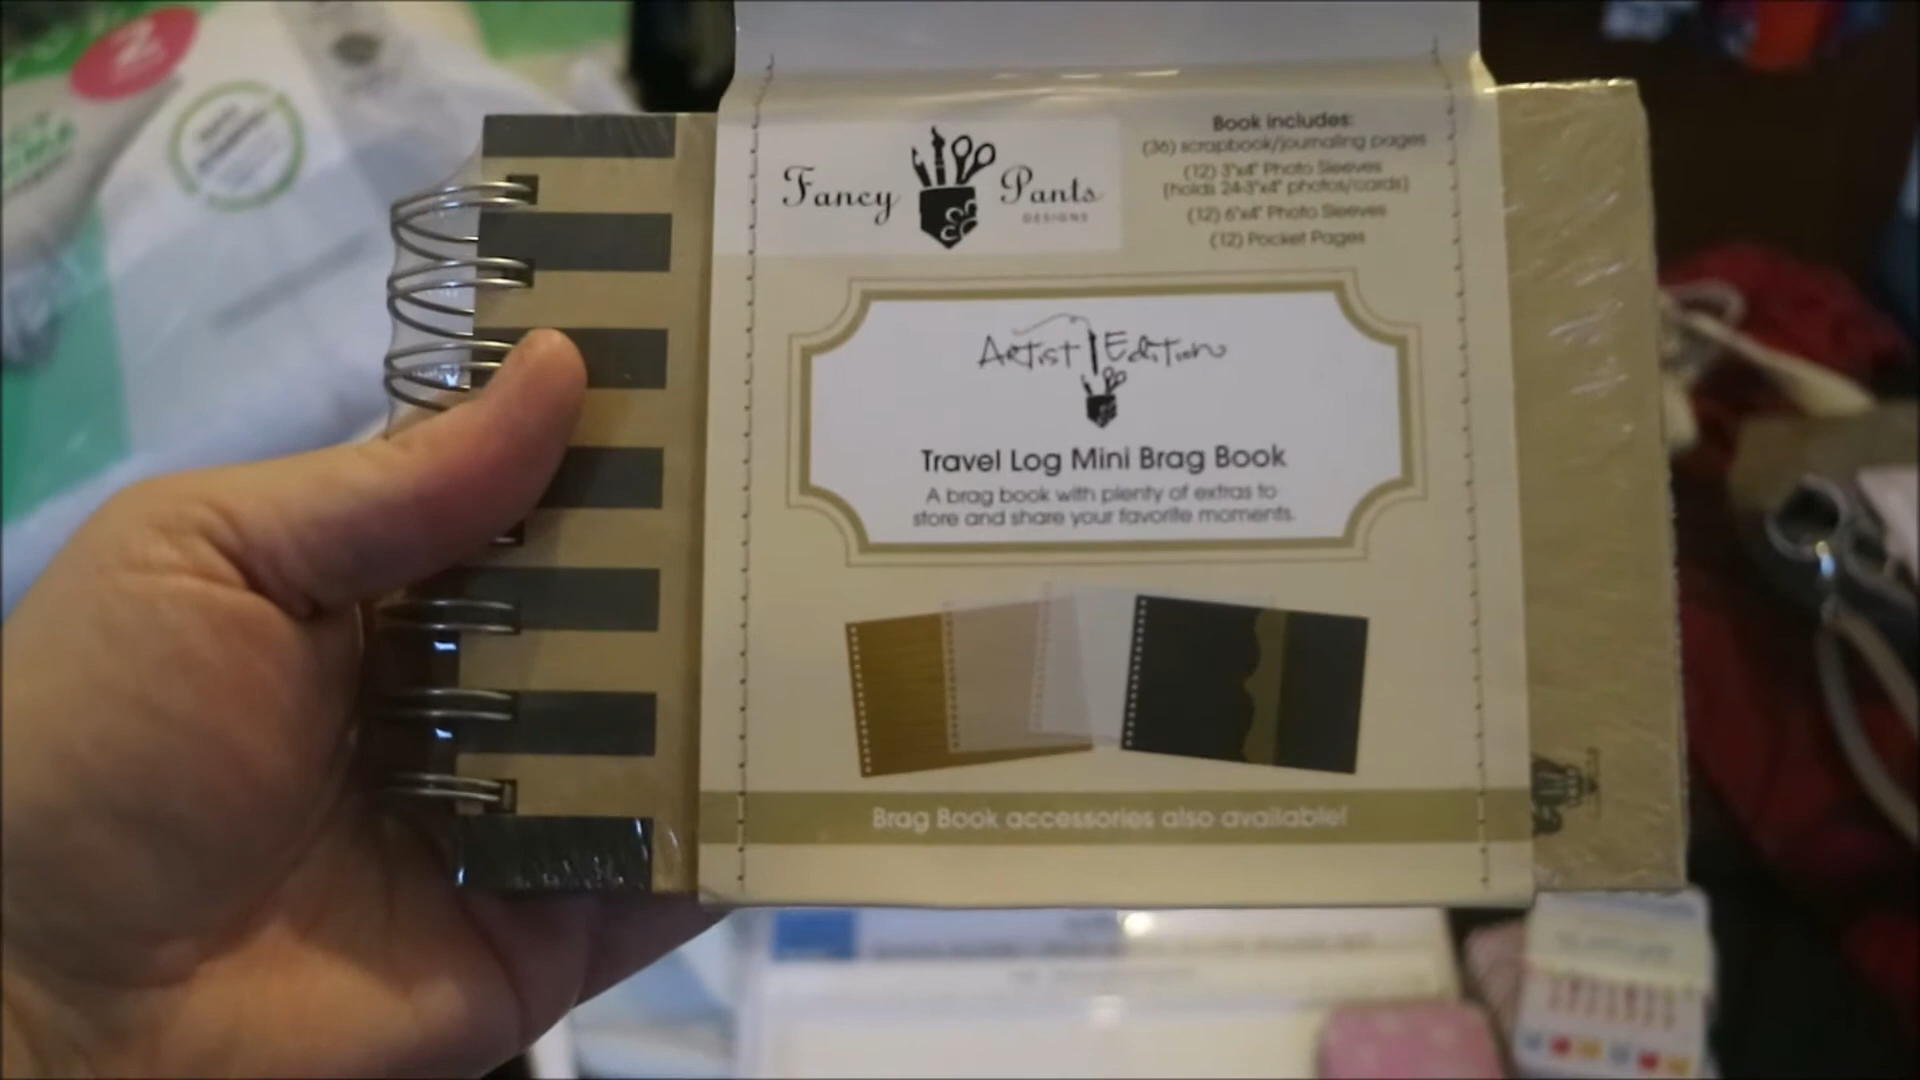 2
Fancy Pants
DESIGNS
Book includes:
(36) scrapbook/journaling pages
(12) 3"x4" Photo Sleeves
(holds 24-3"x4" photos/cards)
(12) 6"x4" Photo Sleeves
(12) Pocket Pages
Artist Edition
Travel Log Mini Brag Book
A brag book with plenty of extras to
store and share your favorite moments.
Brag Book accessories also available!